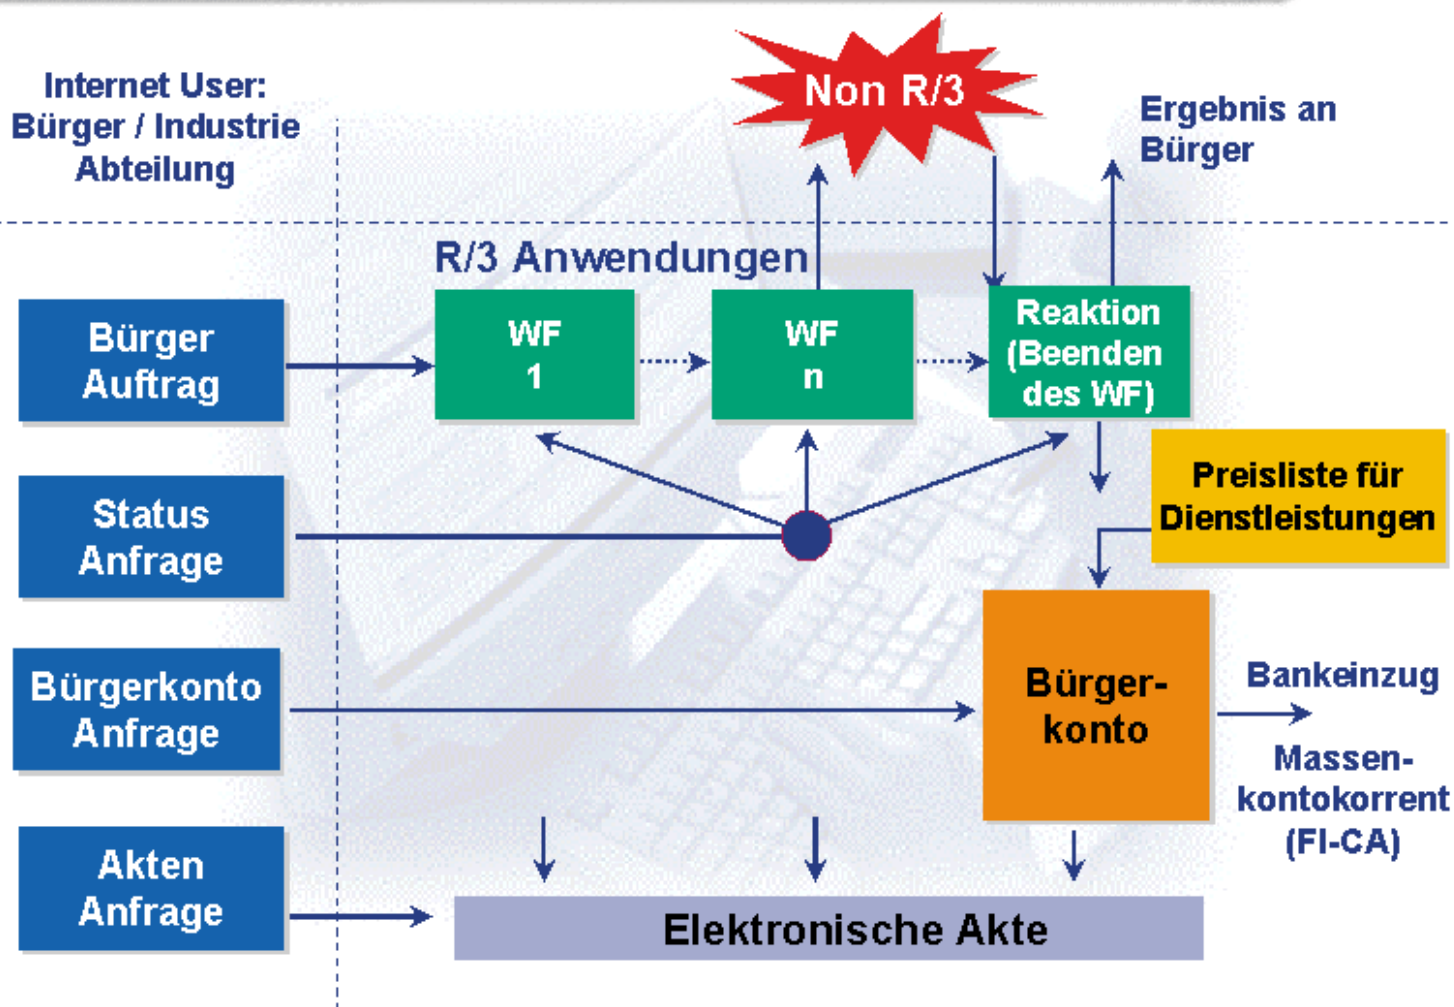 Internet User:
Bürger / Industrie
Abteilung
Non R/3
Ergebnis an
Bürger
R/3 Anwendungen
Bürger
Auftrag
WF
1
WF
n
Reaktion
(Beenden
des WF)
Status
Anfrage
Preisliste für
Dienstleistungen
Bürgerkonto
Anfrage
Bürger-
konto
Bankeinzug
Massen-
kontokorrent
(FI-CA)
Akten
Anfrage
Elektronische Akte